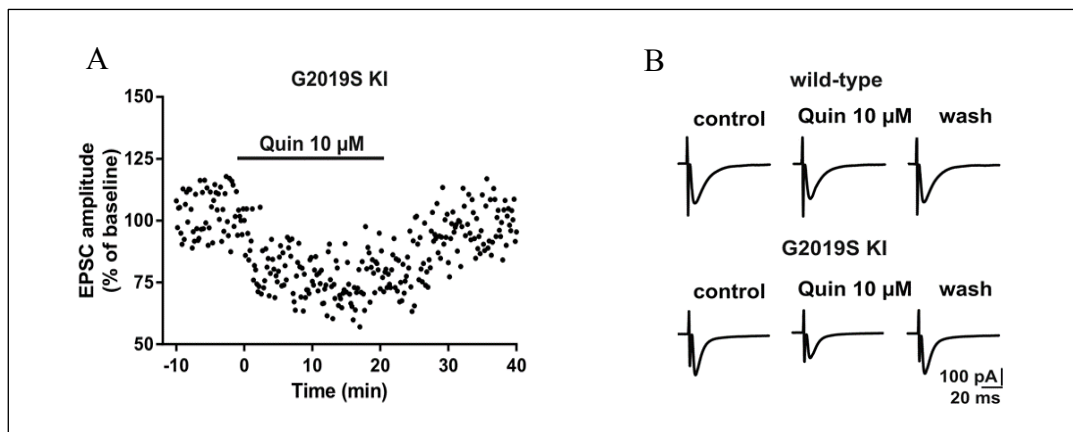 A
G2019S KI
150
125
100
75
50
EPSC amplitude
(% of baseline)
Quin 10 µM
-10 0 10 20 30 40
Time (min)
B
wild-type
control Quin 10 µM wash
G2019S KI
control Quin 10 µM wash
100 pA
20 ms